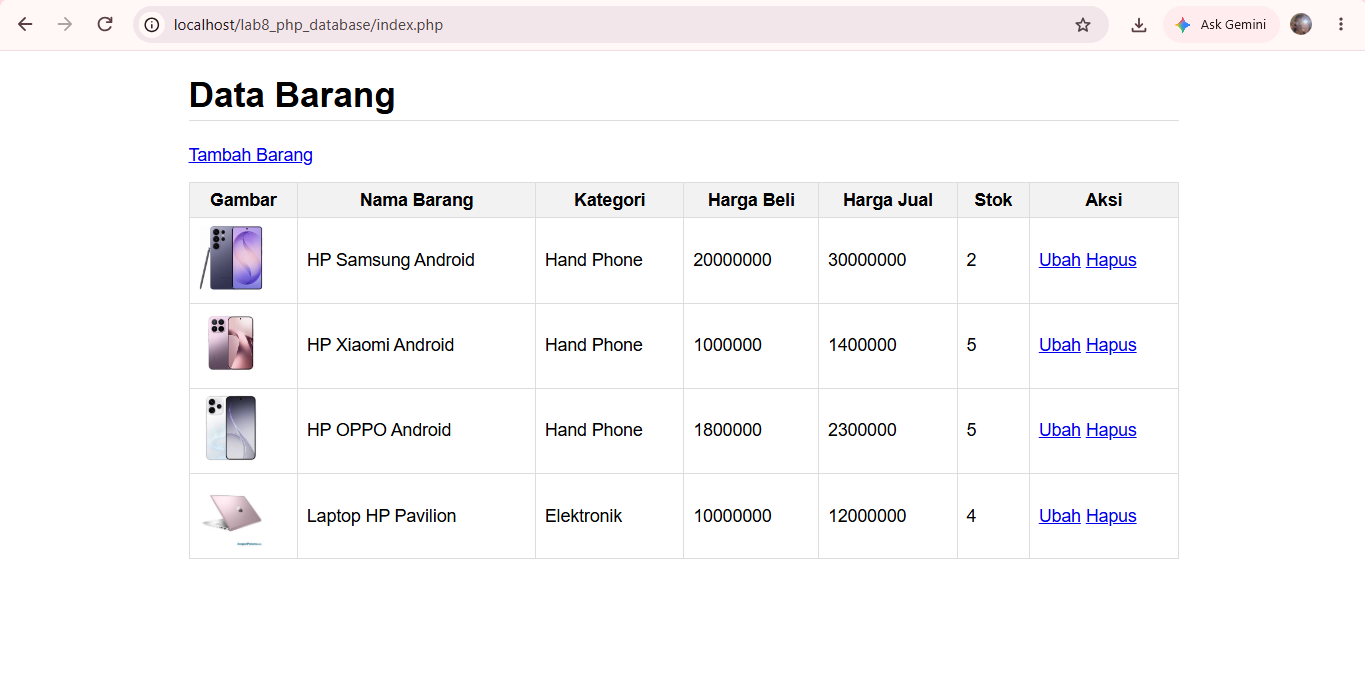 localhost/lab8_php_database/index.php
Ask Gemini
Data Barang
Tambah Barang
Gambar Nama Barang Kategori Harga Beli Harga Jual Stok Aksi
HP Samsung Android Hand Phone 20000000 30000000 2 Ubah Hapus
HP Xiaomi Android Hand Phone 1000000 1400000 5 Ubah Hapus
HP OPPO Android Hand Phone 1800000 2300000 5 Ubah Hapus
Laptop HP Pavilion Elektronik 10000000 12000000 4 Ubah Hapus